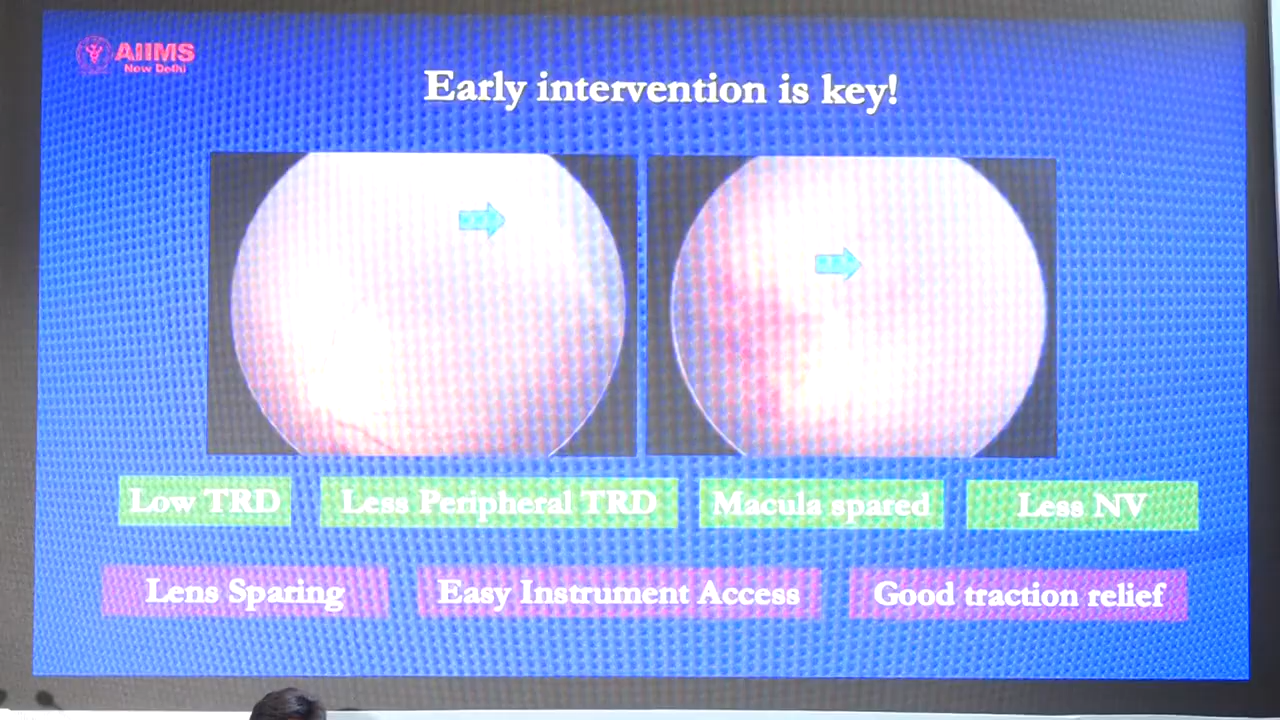 AIIMS
New Delhi
Early intervention is key!
Low TRD
Less Peripheral TRD
Macula spared
Less NV
Lens Sparing
Easy Instrument Access
Good traction relief